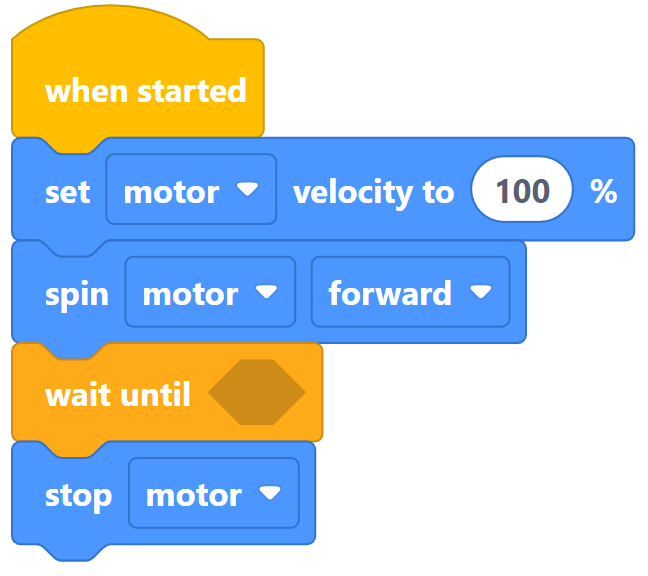 when started
set motor velocity to 100 %
spin motor forward
wait until
stop motor